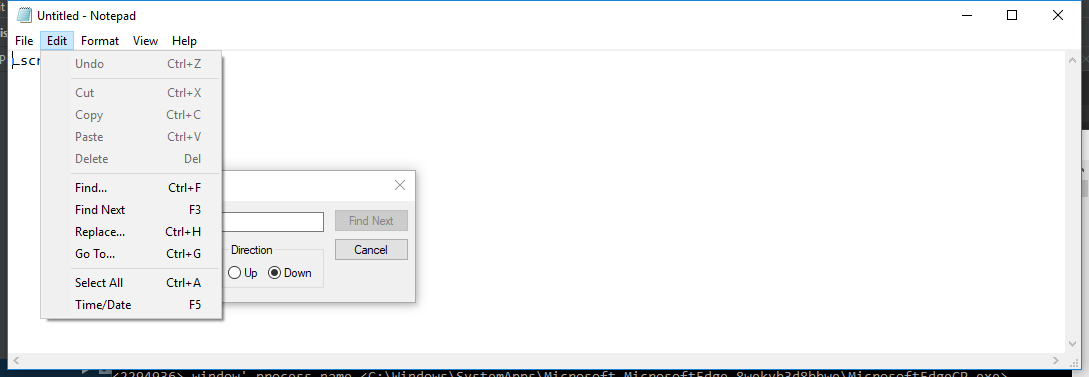 Untitled - Notepad
File Edit Format View Help
Undo Ctrl+Z
Cut Ctrl+X
Copy Ctrl+C
Paste Ctrl+V
Delete Del
Find... Ctrl+F
Find Next F3
Replace... Ctrl+H
Go To... Ctrl+G
Select All Ctrl+A
Time/Date F5
Find Next
Direction
Cancel
Up Down
<2294936> window' process name <C:\Windows\SystemApps\Microsoft.MicrosoftEdge_8wekyb3d8bbwe\MicrosoftEdgeCP.exe>